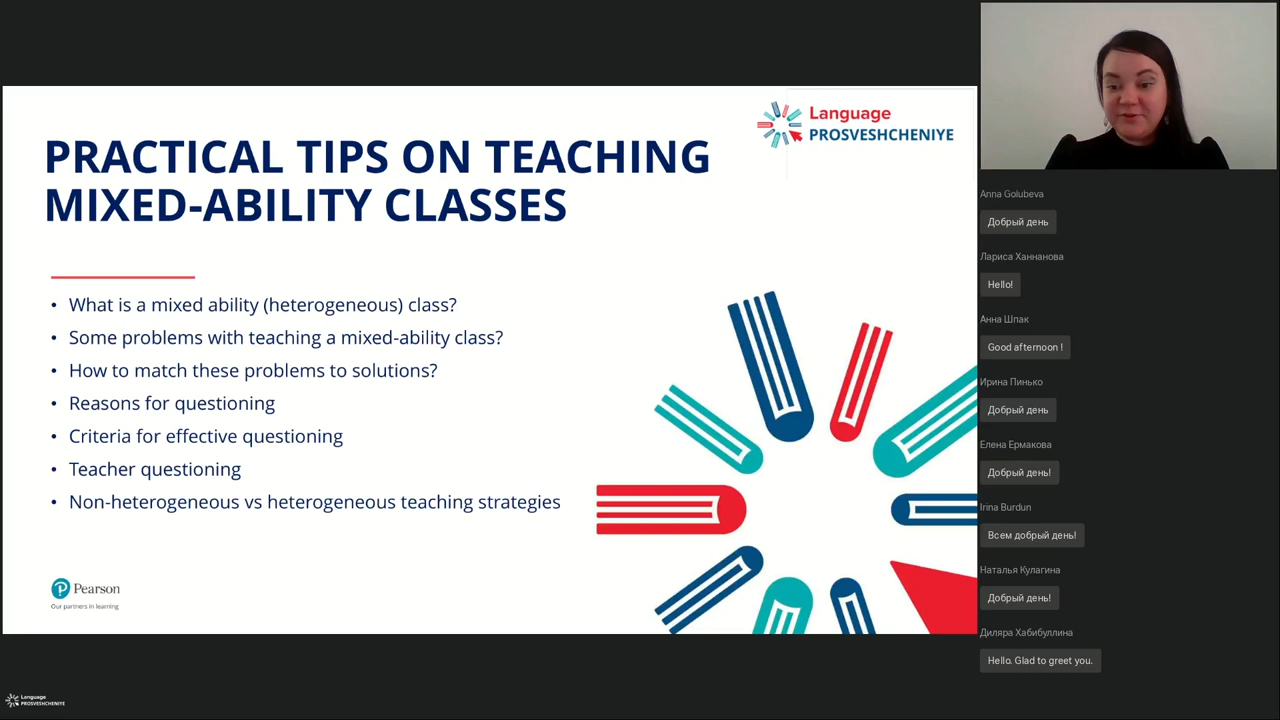 Language
PROSVESHCHENIYE
PRACTICAL TIPS ON TEACHING
MIXED-ABILITY CLASSES
• What is a mixed ability (heterogeneous) class?
• Some problems with teaching a mixed-ability class?
• How to match these problems to solutions?
• Reasons for questioning
• Criteria for effective questioning
• Teacher questioning
• Non-heterogeneous vs heterogeneous teaching strategies
Pearson
Our partners in learning
Language
PROSVESHCHENIYE
Anna Golubeva
Добрый день
Лариса Ханнанова
Hello!
Анна Шпак
Good afternoon !
Ирина Пинько
Добрый день
Елена Ермакова
Добрый день!
Irina Burdun
Всем добрый день!
Наталья Кулагина
Добрый день!
Диляра Хабибуллина
Hello. Glad to greet you.